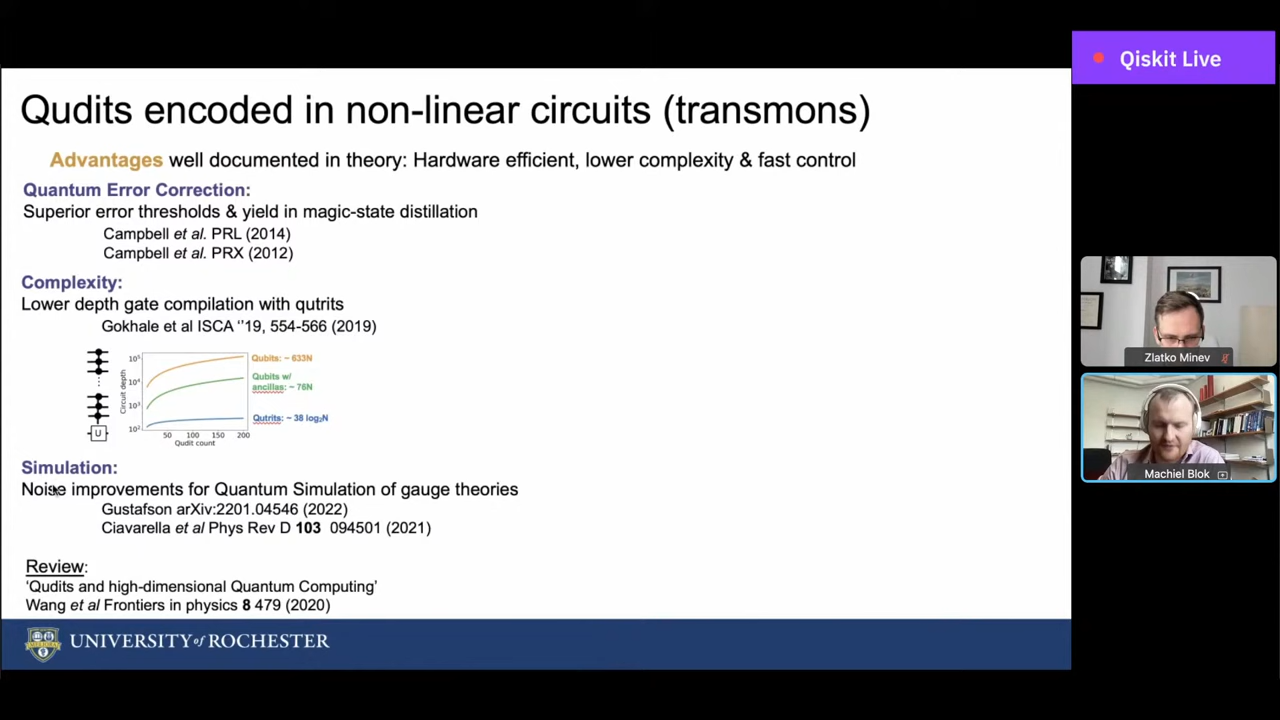 Qiskit Live
Qudits encoded in non-linear circuits (transmons)
Advantages well documented in theory: Hardware efficient, lower complexity & fast control
Quantum Error Correction:
Superior error thresholds & yield in magic-state distillation
Campbell et al. PRL (2014)
Campbell et al. PRX (2012)
Complexity:
Lower depth gate compilation with qutrits
Gokhale et al ISCA ‘’19, 554-566 (2019)
10⁵
10⁴
10³
10²
Circuit depth
50 100 150 200
Qudit count
Qubits: ~ 633N
Qubits w/
ancillas: ~ 76N
Qutrits: ~ 38 log₂N
U
Simulation:
Noise improvements for Quantum Simulation of gauge theories
Gustafson arXiv:2201.04546 (2022)
Ciavarella et al Phys Rev D 103 094501 (2021)
Review:
‘Qudits and high-dimensional Quantum Computing’
Wang et al Frontiers in physics 8 479 (2020)
UNIVERSITY of ROCHESTER
Zlatko Minev
Machiel Blok